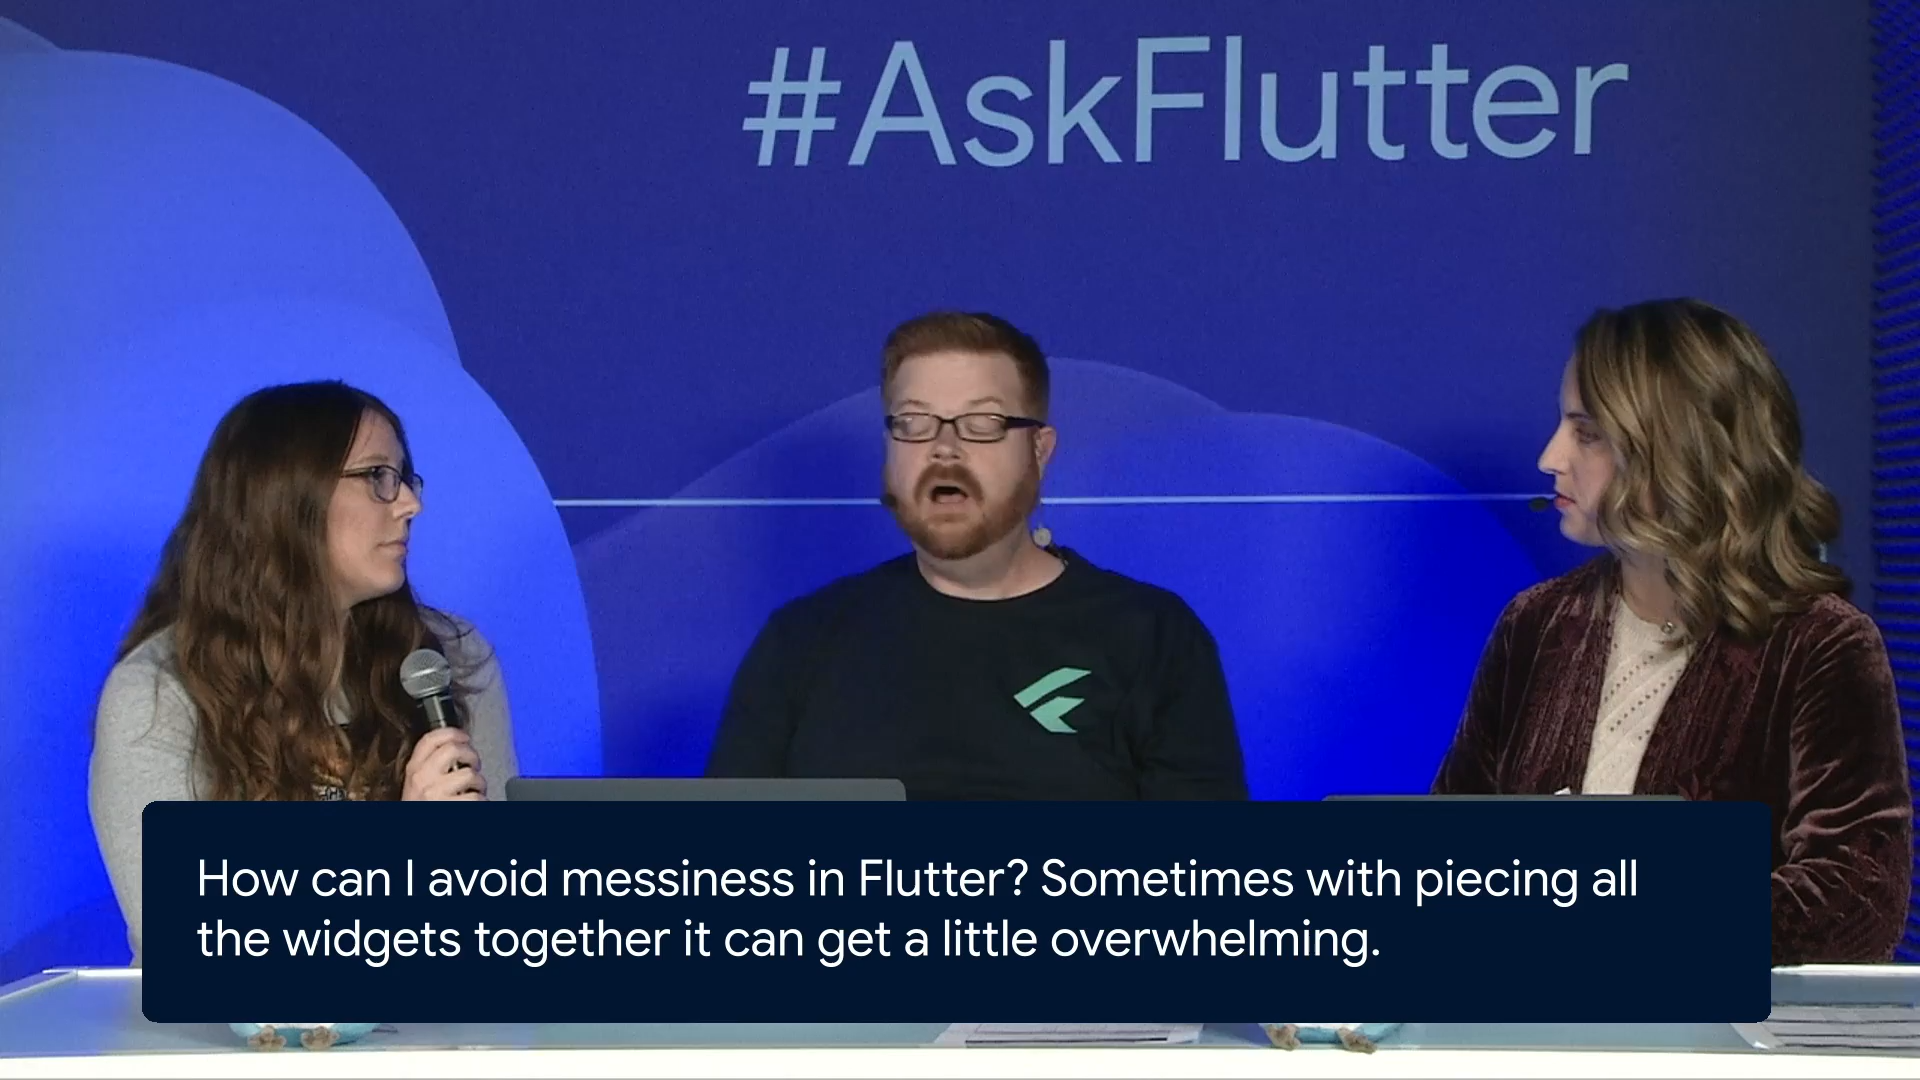 #AskFlutter
How can I avoid messiness in Flutter? Sometimes with piecing all
the widgets together it can get a little overwhelming.